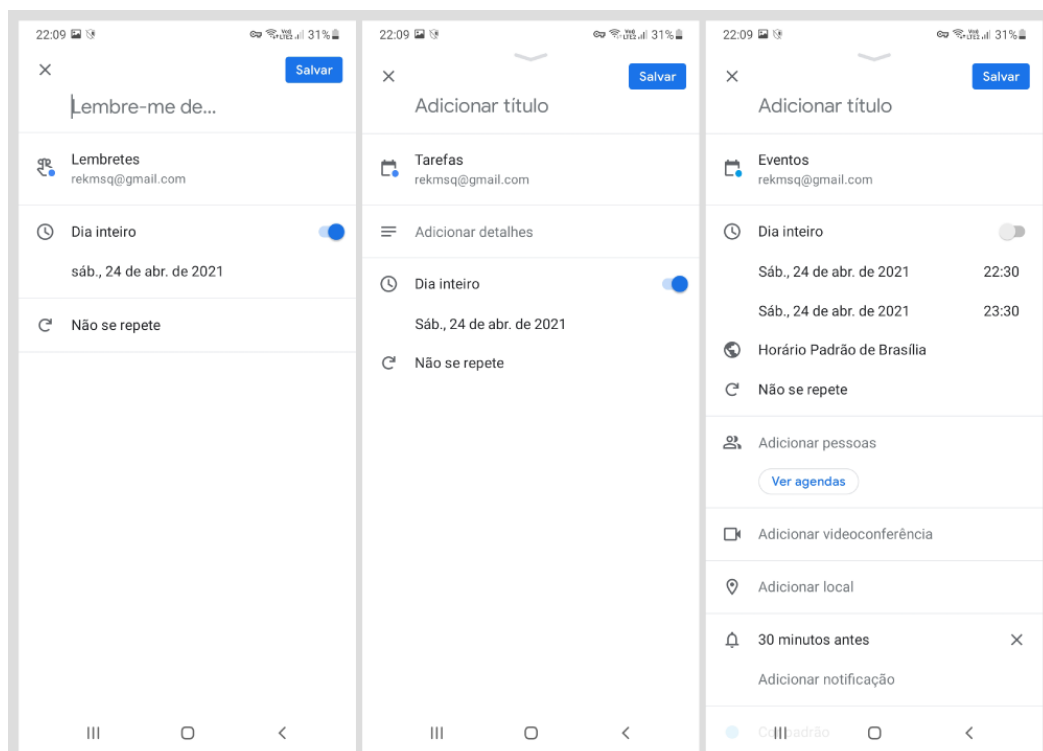 22:09
31%
Salvar
Lembre-me de...
Lembretes
rekmsq@gmail.com
Dia inteiro
sáb., 24 de abr. de 2021
Não se repete
22:09
31%
Salvar
Adicionar título
Tarefas
rekmsq@gmail.com
Adicionar detalhes
Dia inteiro
Sáb., 24 de abr. de 2021
Não se repete
22:09
31%
Salvar
Adicionar título
Eventos
rekmsq@gmail.com
Dia inteiro
Sáb., 24 de abr. de 2021 22:30
Sáb., 24 de abr. de 2021 23:30
Horário Padrão de Brasília
Não se repete
Adicionar pessoas
Ver agendas
Adicionar videoconferência
Adicionar local
30 minutos antes
Adicionar notificação